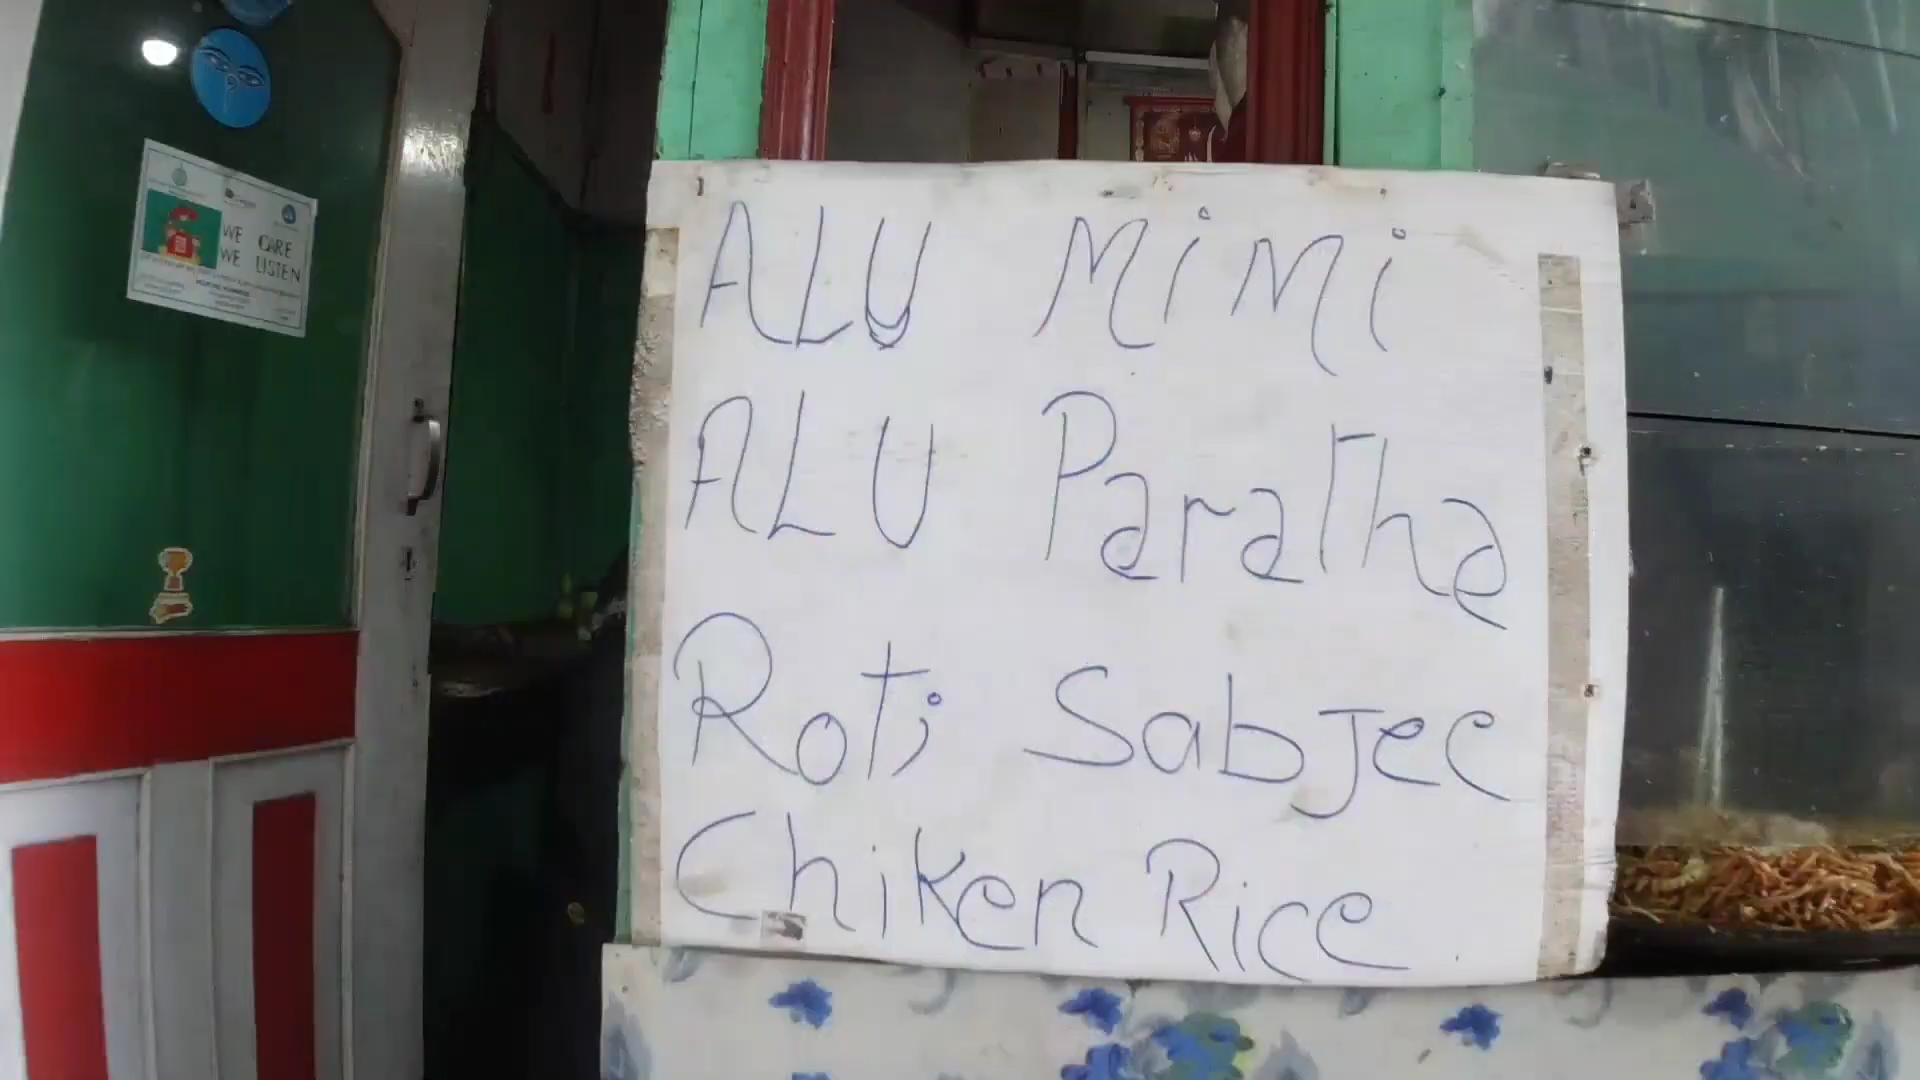 WE CARE
WE LISTEN
ALU MiMi
ALU Paratha
Roti Sabjee
Chiken Rice